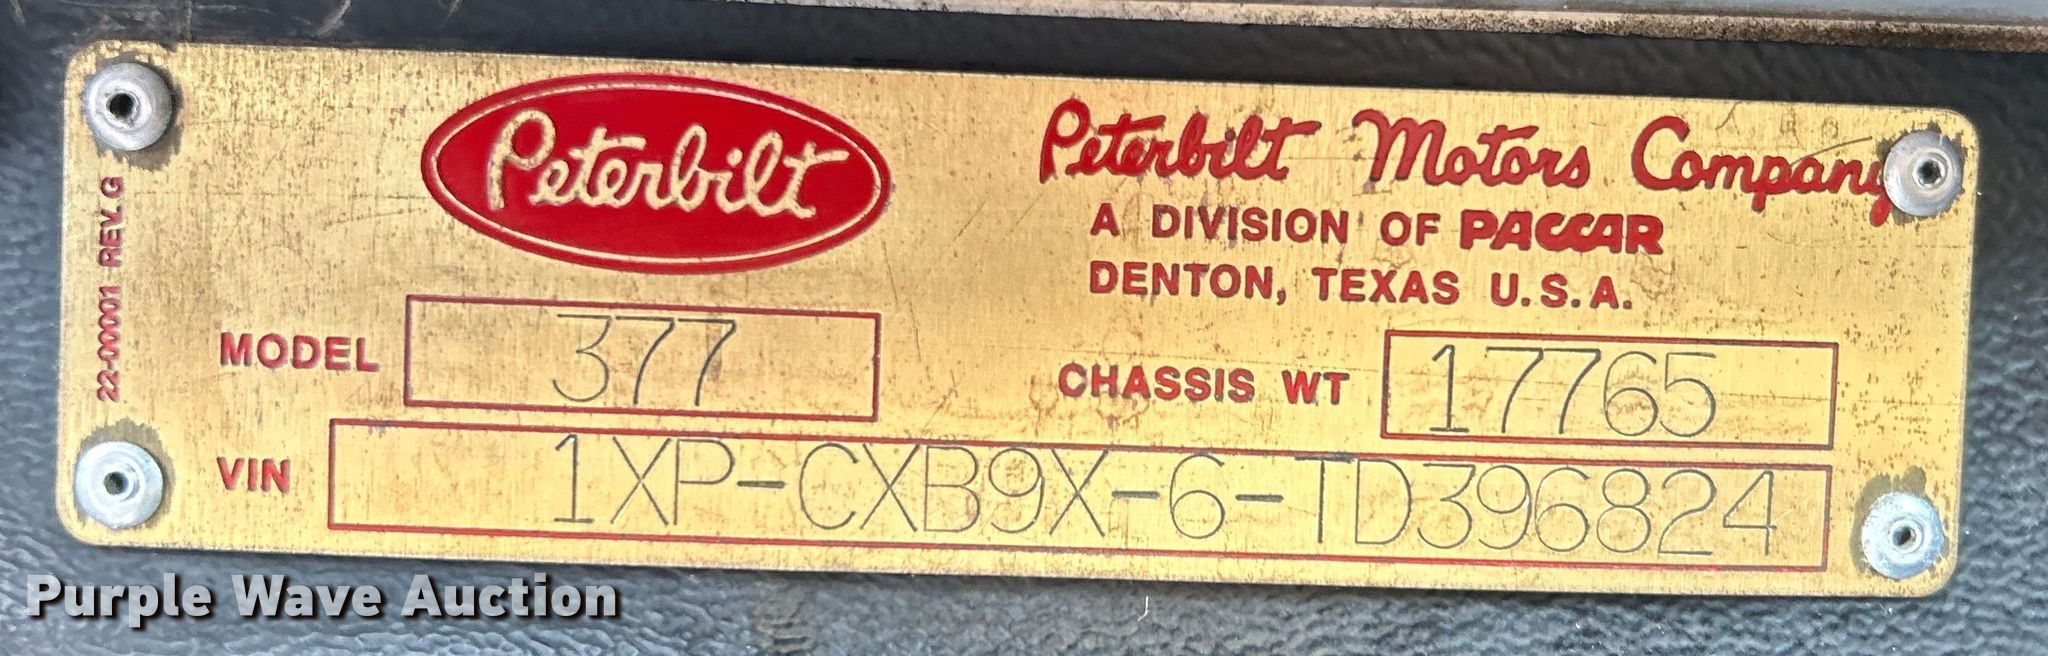 Peterbilt
Peterbilt Motors Company
A DIVISION OF PACCAR
DENTON, TEXAS U.S.A.
MODEL 377
CHASSIS WT 17765
VIN 1XP-CXB9X-6-TD396824
22-00001 REV. G
Purple Wave Auction